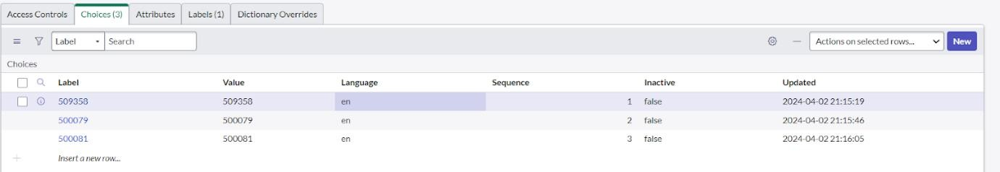 Access Controls Choices (3) Attributes Labels (1) Dictionary Overrides
Label Search Actions on selected rows... New
Choices
Label Value Language Sequence Inactive Updated
509358 509358 en 1 false 2024-04-02 21:15:19
500079 500079 en 2 false 2024-04-02 21:15:46
500081 500081 en 3 false 2024-04-02 21:16:05
Insert a new row...